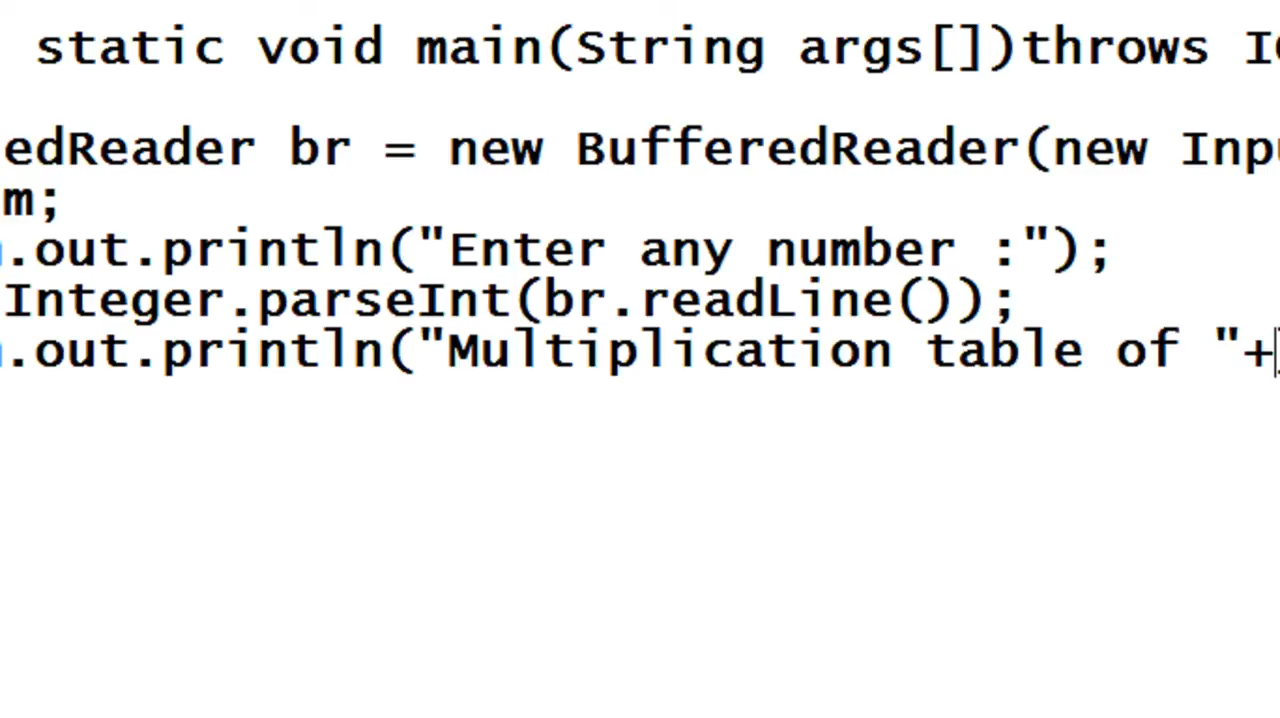 static void main(String args[])throws
edReader br = new BufferedReader(new Inpu
m;
.out.println("Enter any number :");
Integer.parseInt(br.readLine());
.out.println("Multiplication table of "+